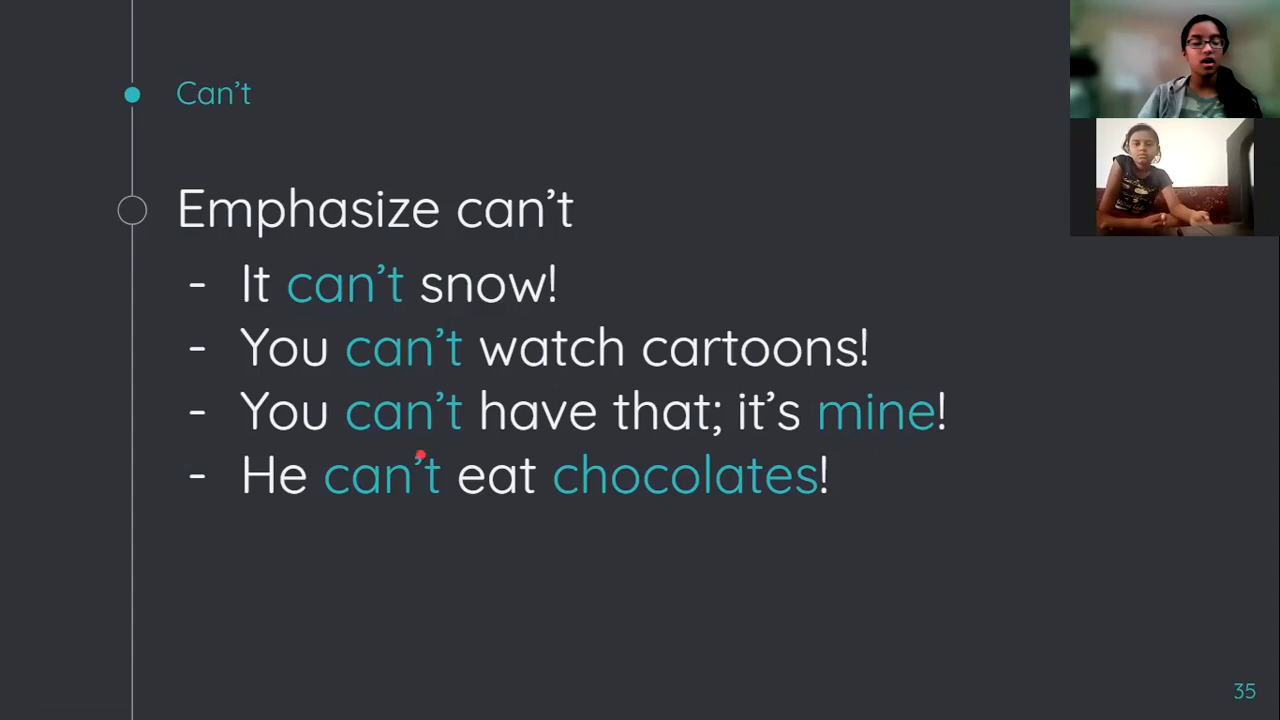 Can't
Emphasize can't
- It can't snow!
- You can't watch cartoons!
- You can't have that; it's mine!
- He can't eat chocolates!
35